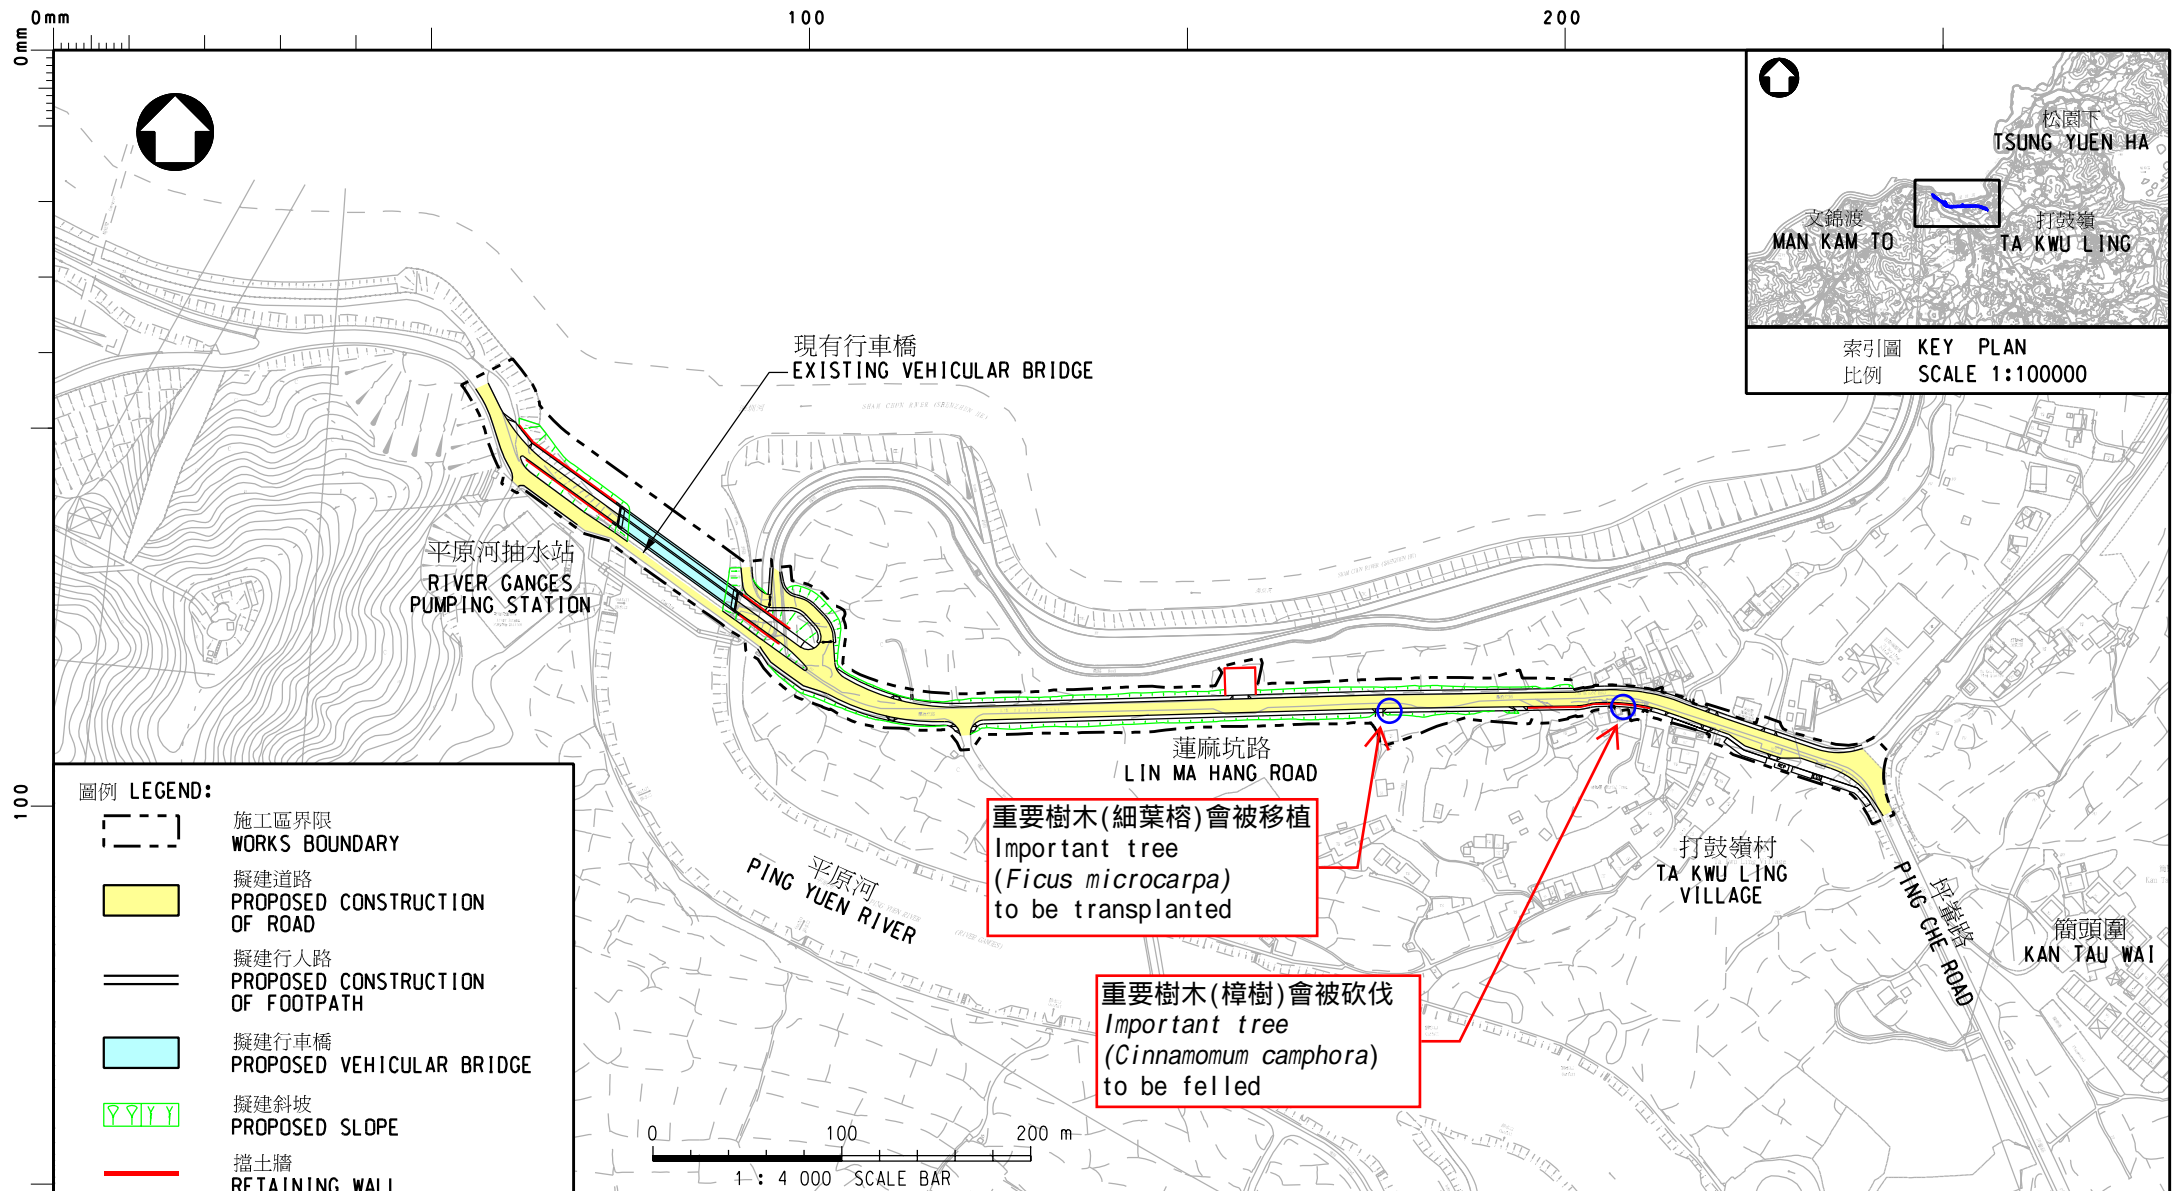 0mm
100
200
0mm
100
松園下
TSUNG YUEN HA
文錦渡
MAN KAM TO
打鼓嶺
TA KWU LING
索引圖 KEY PLAN
比例 SCALE 1:100000
現有行車橋
EXISTING VEHICULAR BRIDGE
平原河抽水站
RIVER GANGES
PUMPING STATION
蓮麻坑路
LIN MA HANG ROAD
重要樹木(細葉榕)會被移植
Important tree
(Ficus microcarpa)
to be transplanted
重要樹木(樟樹)會被砍伐
Important tree
(Cinnamomum camphora)
to be felled
平原河
PING YUEN RIVER
打鼓嶺村
TA KWU LING
VILLAGE
坪輋路
PING CHE ROAD
簡頭圍
KAN TAU WAI
圖例 LEGEND:
施工區界限
WORKS BOUNDARY
擬建道路
PROPOSED CONSTRUCTION
OF ROAD
擬建行人路
PROPOSED CONSTRUCTION
OF FOOTPATH
擬建行車橋
PROPOSED VEHICULAR BRIDGE
擬建斜坡
PROPOSED SLOPE
擋土牆
RETAINING WALL
0 100 200 m
1 : 4 000 SCALE BAR